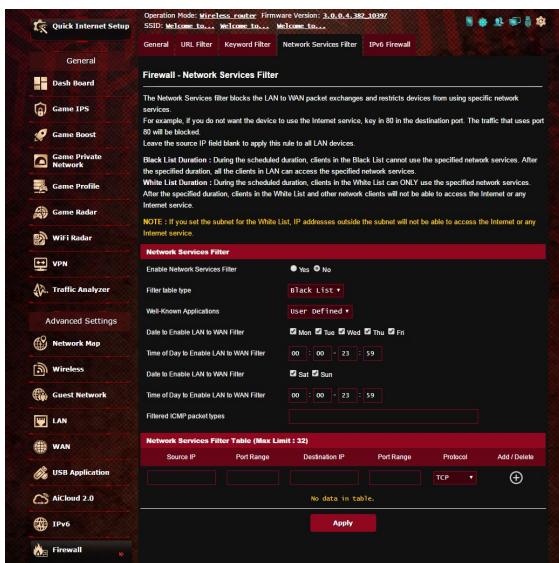 Quick Internet Setup
Operation Mode: Wireless router Firmware Version: 3.0.0.4.382_10397
SSID: Welcome to... Welcome to... Welcome to...
General URL Filter Keyword Filter Network Services Filter IPv6 Firewall
General
Dash Board
Game IPS
Game Boost
Game Private
Network
Game Profile
Game Radar
WiFi Radar
VPN
Traffic Analyzer
Advanced Settings
Network Map
Wireless
Guest Network
LAN
WAN
USB Application
AiCloud 2.0
IPv6
Firewall
Firewall - Network Services Filter
The Network Services filter blocks the LAN to WAN packet exchanges and restricts devices from using specific network
services.
For example, if you do not want the device to use the Internet service, key in 80 in the destination port. The traffic that uses port
80 will be blocked.
Leave the source IP field blank to apply this rule to all LAN devices.
Black List Duration : During the scheduled duration, clients in the Black List cannot use the specified network services. After
the specified duration, all the clients in LAN can access the specified network services.
White List Duration : During the scheduled duration, clients in the White List can ONLY use the specified network services.
After the specified duration, clients in the White List and other network clients will not be able to access the Internet or any
Internet service.
NOTE : If you set the subnet for the White List, IP addresses outside the subnet will not be able to access the Internet or any
Internet service.
Network Services Filter
Enable Network Services Filter Yes No
Filter table type Black List
Well-Known Applications User Defined
Date to Enable LAN to WAN Filter Mon Tue Wed Thu Fri
Time of Day to Enable LAN to WAN Filter 00 : 00 - 23 : 59
Date to Enable LAN to WAN Filter Sat Sun
Time of Day to Enable LAN to WAN Filter 00 : 00 - 23 : 59
Filtered ICMP packet types
Network Services Filter Table (Max Limit : 32)
Source IP Port Range Destination IP Port Range Protocol Add / Delete
TCP
No data in table.
Apply